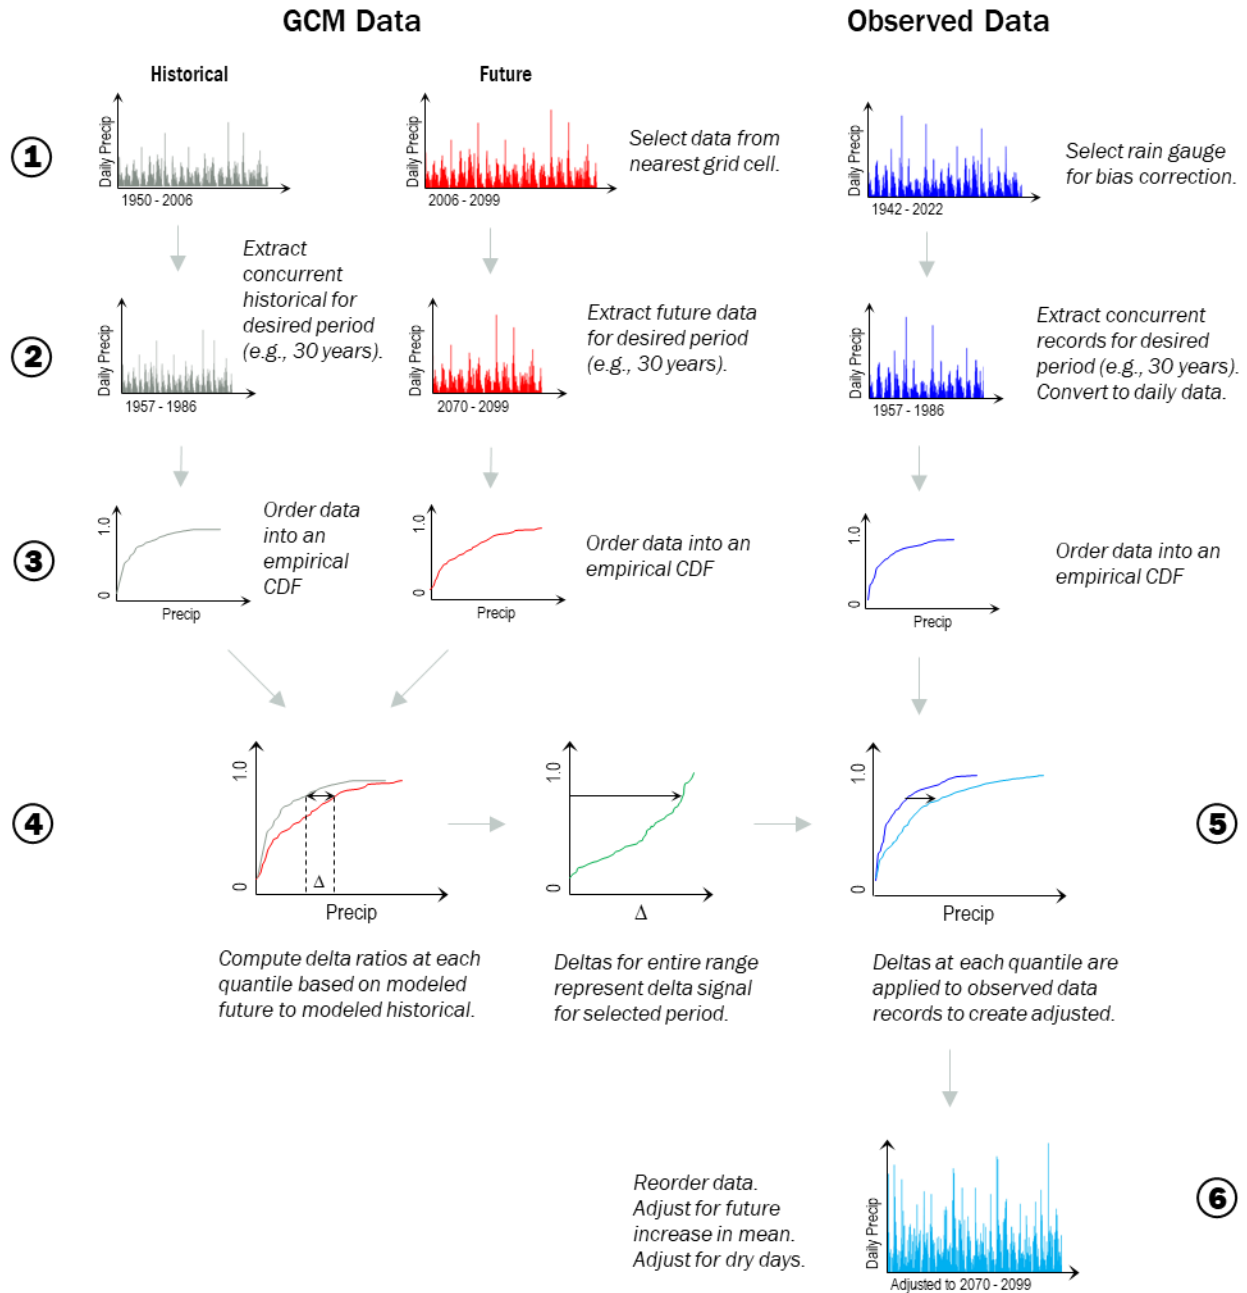 GCM Data
Observed Data
Historical
Future
1
Daily Precip
1950 - 2006
Daily Precip
2006 - 2099
Select data from
nearest grid cell.
Daily Precip
1942 - 2022
Select rain gauge
for bias correction.
Extract
concurrent
historical for
desired period
(e.g., 30 years).
2
Daily Precip
1957 - 1986
Daily Precip
2070 - 2099
Extract future data
for desired period
(e.g., 30 years).
Daily Precip
1957 - 1986
Extract concurrent
records for desired
period (e.g., 30 years).
Convert to daily data.
3
1.0
0
Precip
Order data
into an
empirical
CDF
1.0
0
Precip
Order data into an
empirical CDF
1.0
0
Precip
Order data into an
empirical CDF
4
1.0
0
Δ
Precip
Compute delta ratios at each
quantile based on modeled
future to modeled historical.
1.0
0
Δ
Deltas for entire range
represent delta signal
for selected period.
1.0
0
Precip
5
Deltas at each quantile are
applied to observed data
records to create adjusted.
Reorder data.
Adjust for future
increase in mean.
Adjust for dry days.
Daily Precip
Adjusted to 2070 - 2099
6